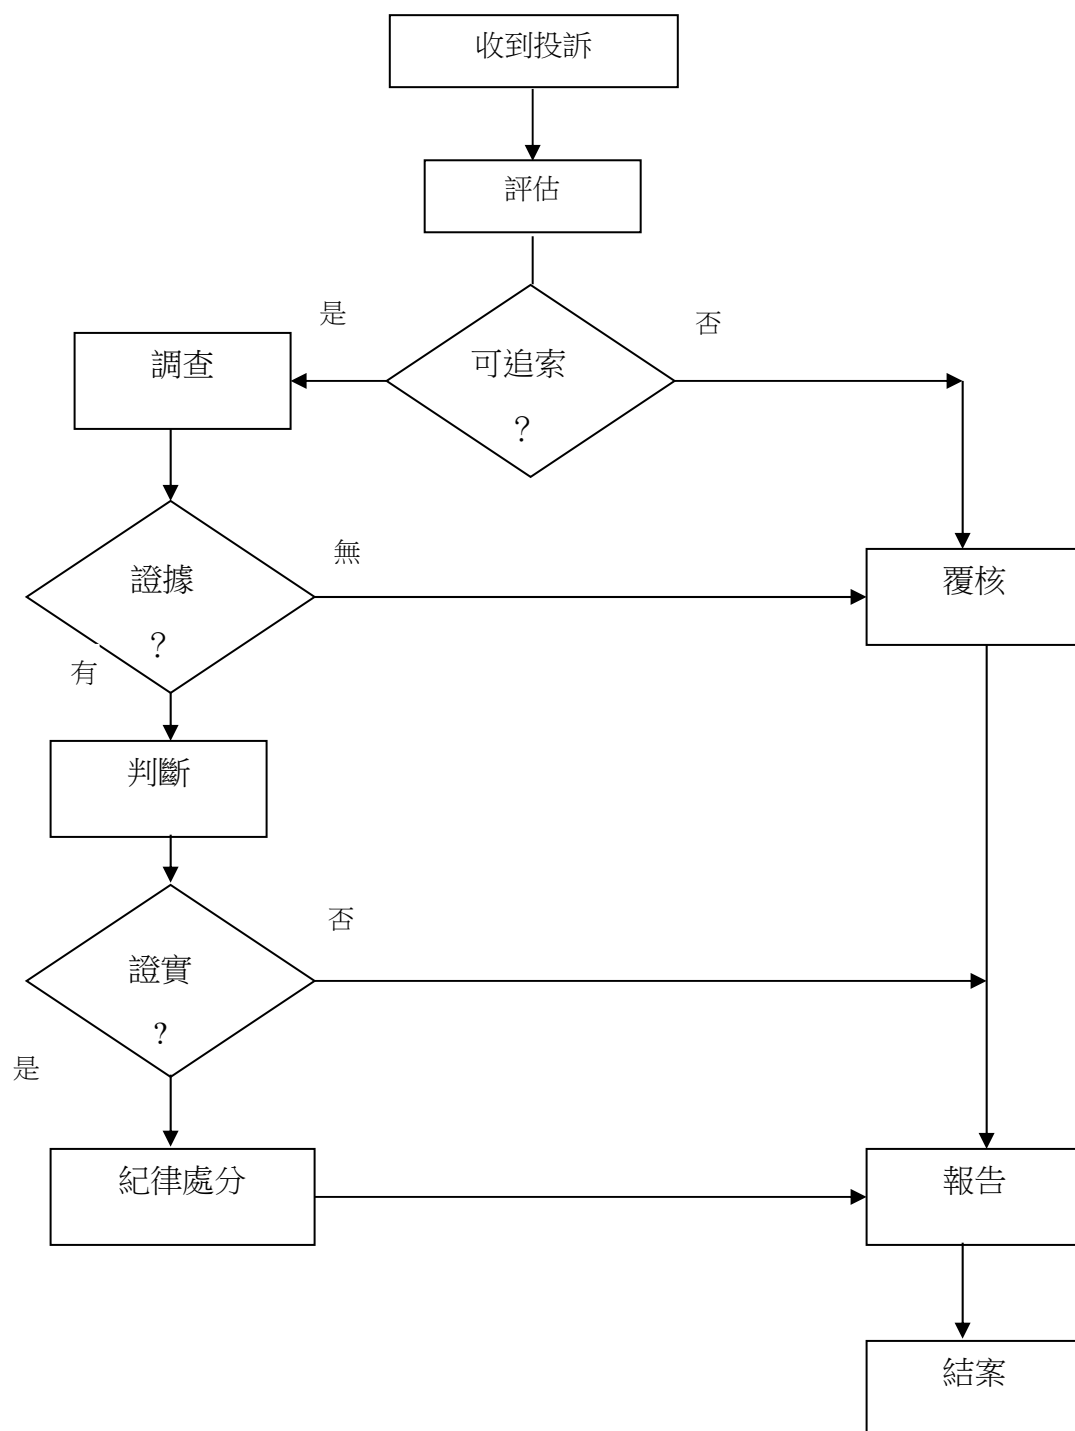 收到投訴
評估
是
否
調查
可追索
？
證據
？
無
覆核
有
判斷
否
證實
?
是
紀律處分
報告
結案